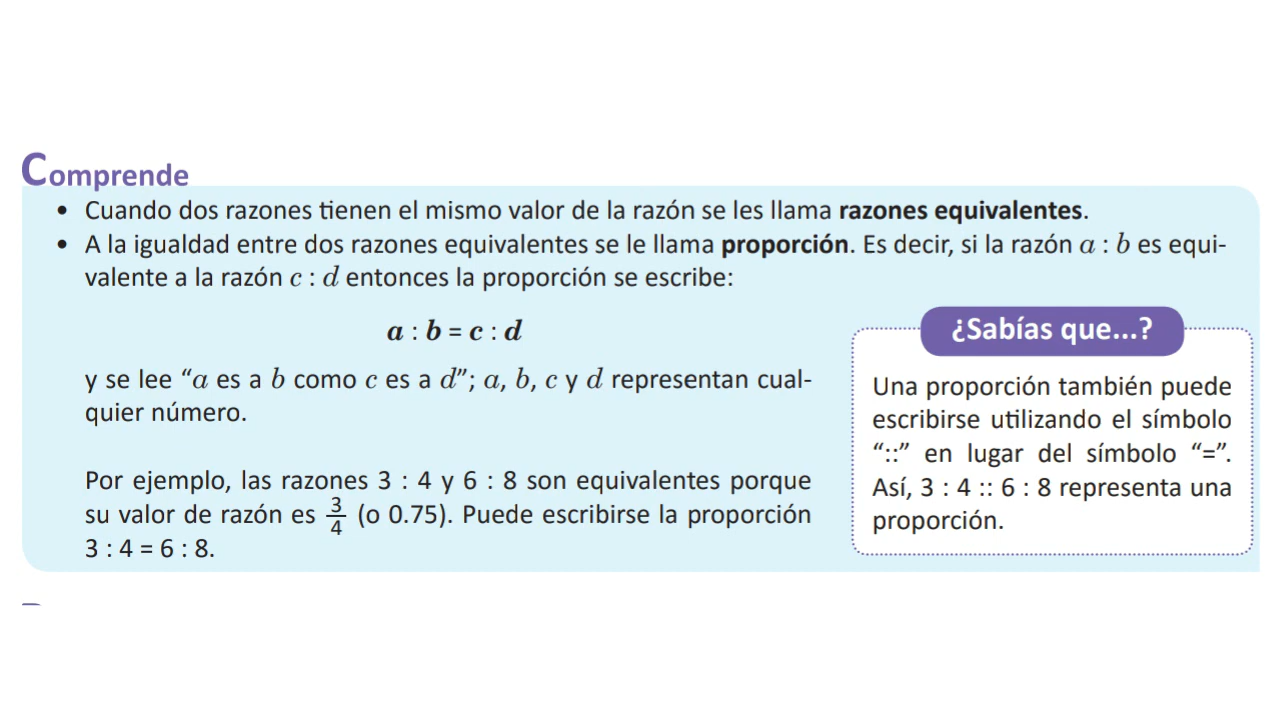 Comprende
• Cuando dos razones tienen el mismo valor de la razón se les llama razones equivalentes.
• A la igualdad entre dos razones equivalentes se le llama proporción. Es decir, si la razón a : b es equi-
valente a la razón c : d entonces la proporción se escribe:
a : b = c : d
y se lee “a es a b como c es a d”; a, b, c y d representan cual-
quier número.
Por ejemplo, las razones 3 : 4 y 6 : 8 son equivalentes porque
su valor de razón es 3/4 (o 0.75). Puede escribirse la proporción
3 : 4 = 6 : 8.
¿Sabías que...?
Una proporción también puede
escribirse utilizando el símbolo
“::” en lugar del símbolo “=”.
Así, 3 : 4 :: 6 : 8 representa una
proporción.